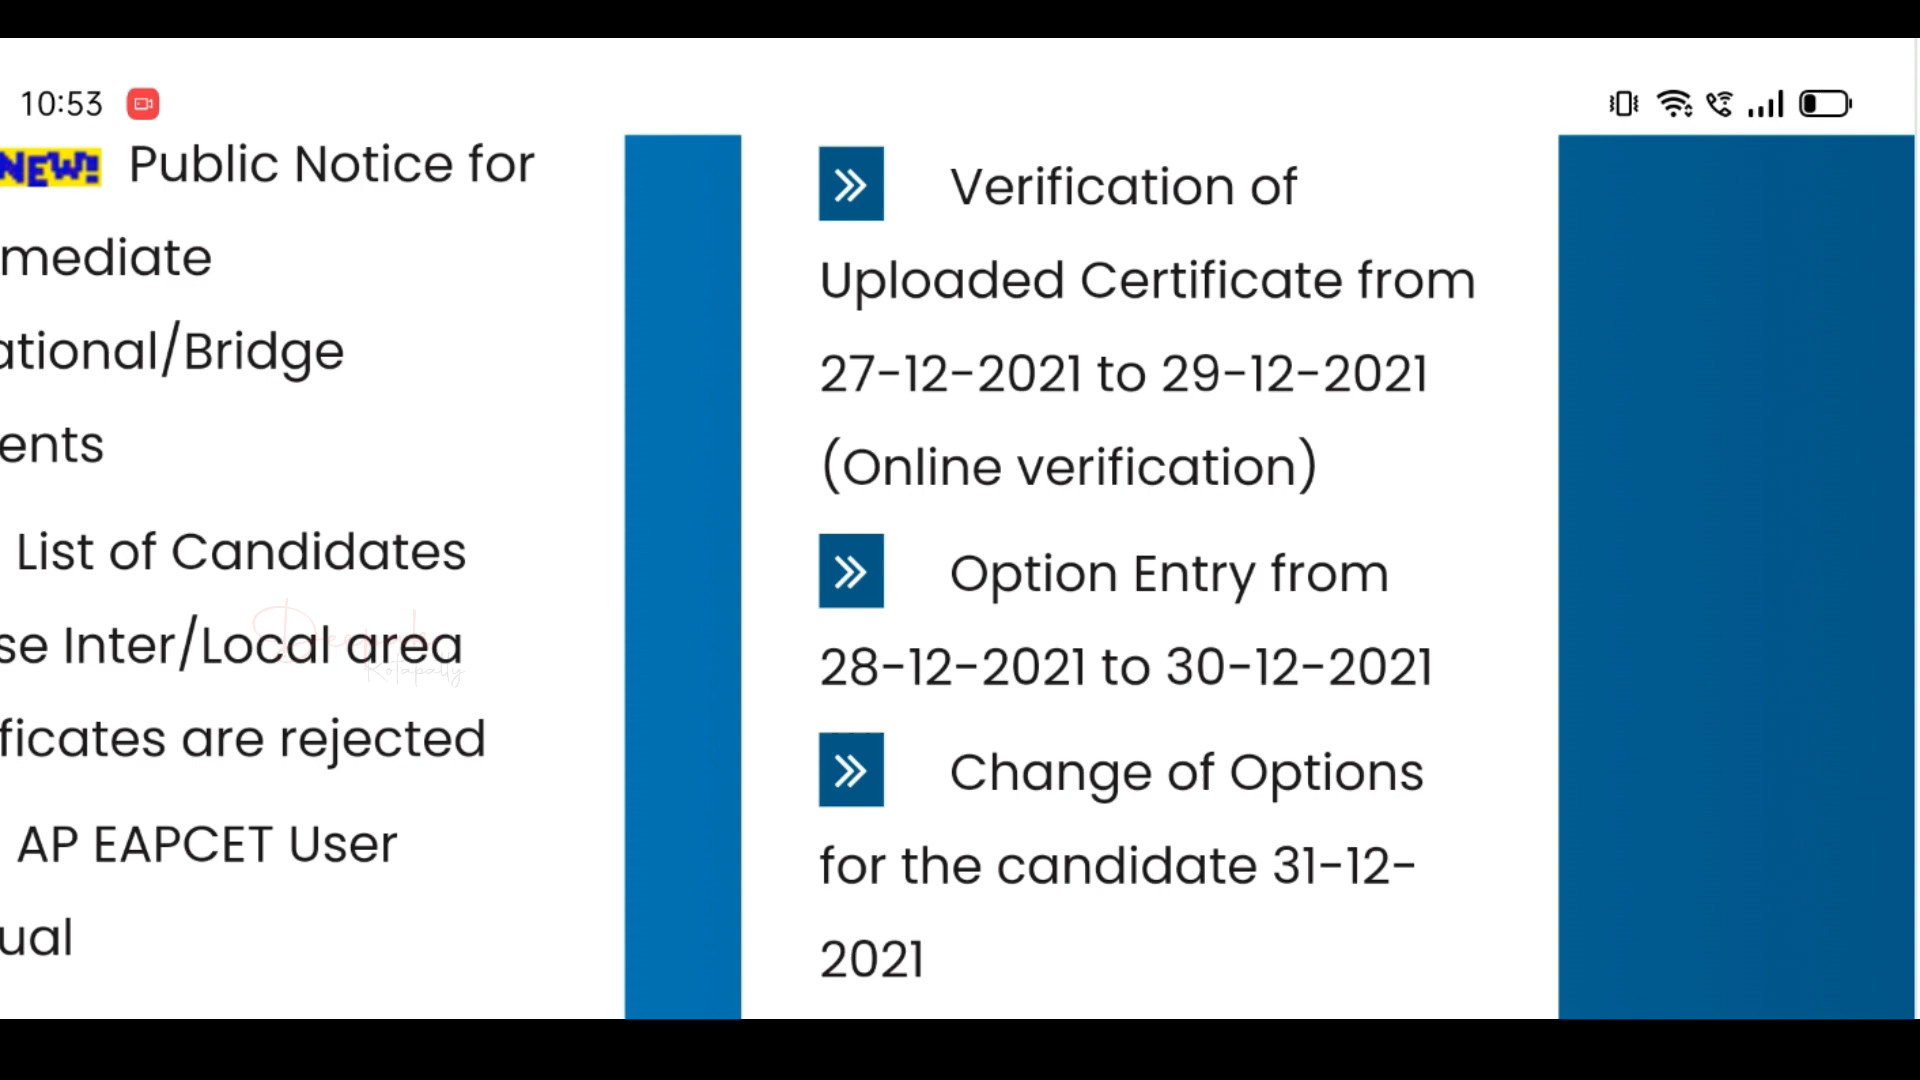 10:53
NEW! Public Notice for
mediate
ational/Bridge
ents
List of Candidates
se Inter/Local area
ficates are rejected
AP EAPCET User
ual
Deepak
Kotapally
Verification of
Uploaded Certificate from
27-12-2021 to 29-12-2021
(Online verification)
Option Entry from
28-12-2021 to 30-12-2021
Change of Options
for the candidate 31-12-
2021